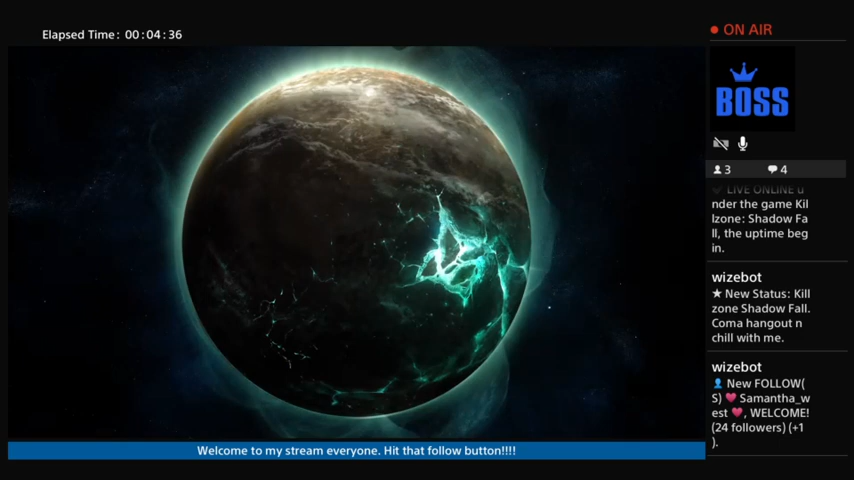 Elapsed Time: 00:04:36
ON AIR
BOSS
3 4
LIVE ONLINE u
nder the game Kil
lzone: Shadow Fa
ll, the uptime beg
in.
wizebot
★ New Status: Kill
zone Shadow Fall.
Coma hangout n
chill with me.
wizebot
New FOLLOW(
S) ❤ Samantha_w
est ❤, WELCOME!
(24 followers) (+1
).
Welcome to my stream everyone. Hit that follow button!!!!